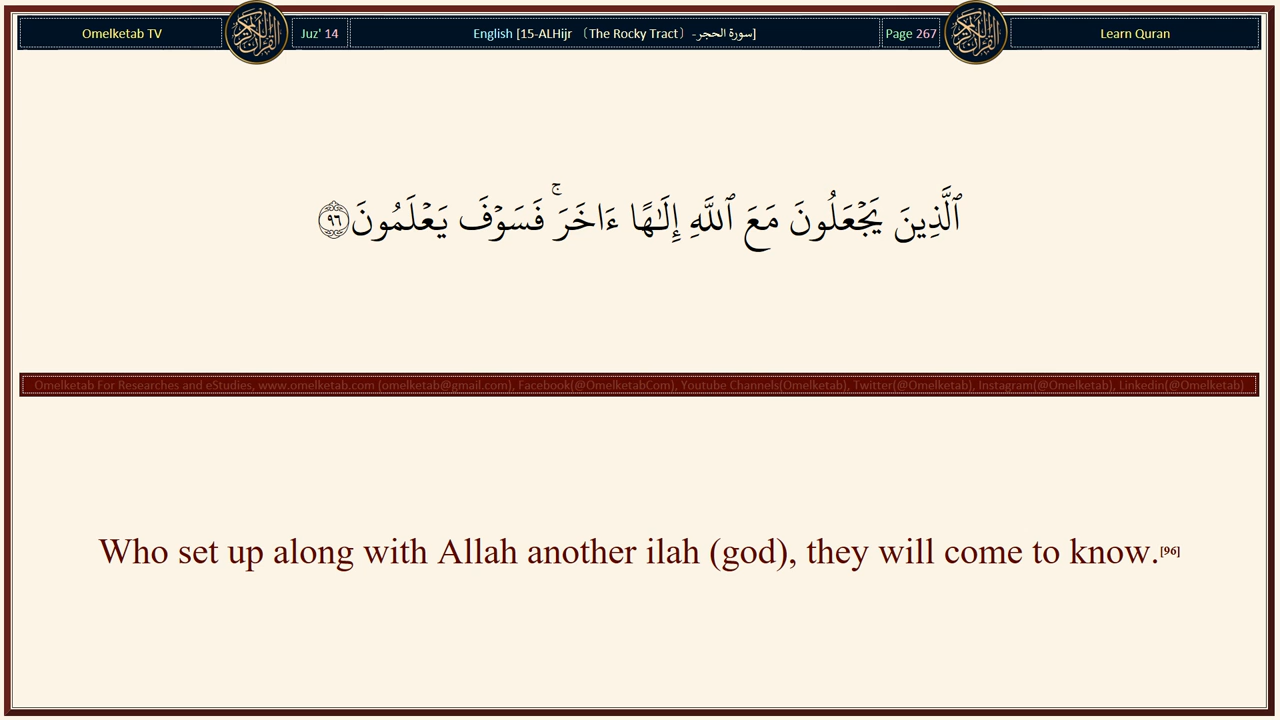 Omelketab TV
Juz' 14
English [15-ALHijr （The Rocky Tract）-سورة الحجر]
Page 267
Learn Quran
ٱلَّذِينَ يَجۡعَلُونَ مَعَ ٱللَّهِ إِلَٰهًا ءَاخَرَۚ فَسَوۡفَ يَعۡلَمُونَ ٩٦
Omelketab For Researches and eStudies, www.omelketab.com (omelketab@gmail.com), Facebook(@OmelketabCom), Youtube Channels(Omelketab), Twitter(@Omelketab), Instagram(@Omelketab), Linkedin(@Omelketab)
Who set up along with Allah another ilah (god), they will come to know.[96]